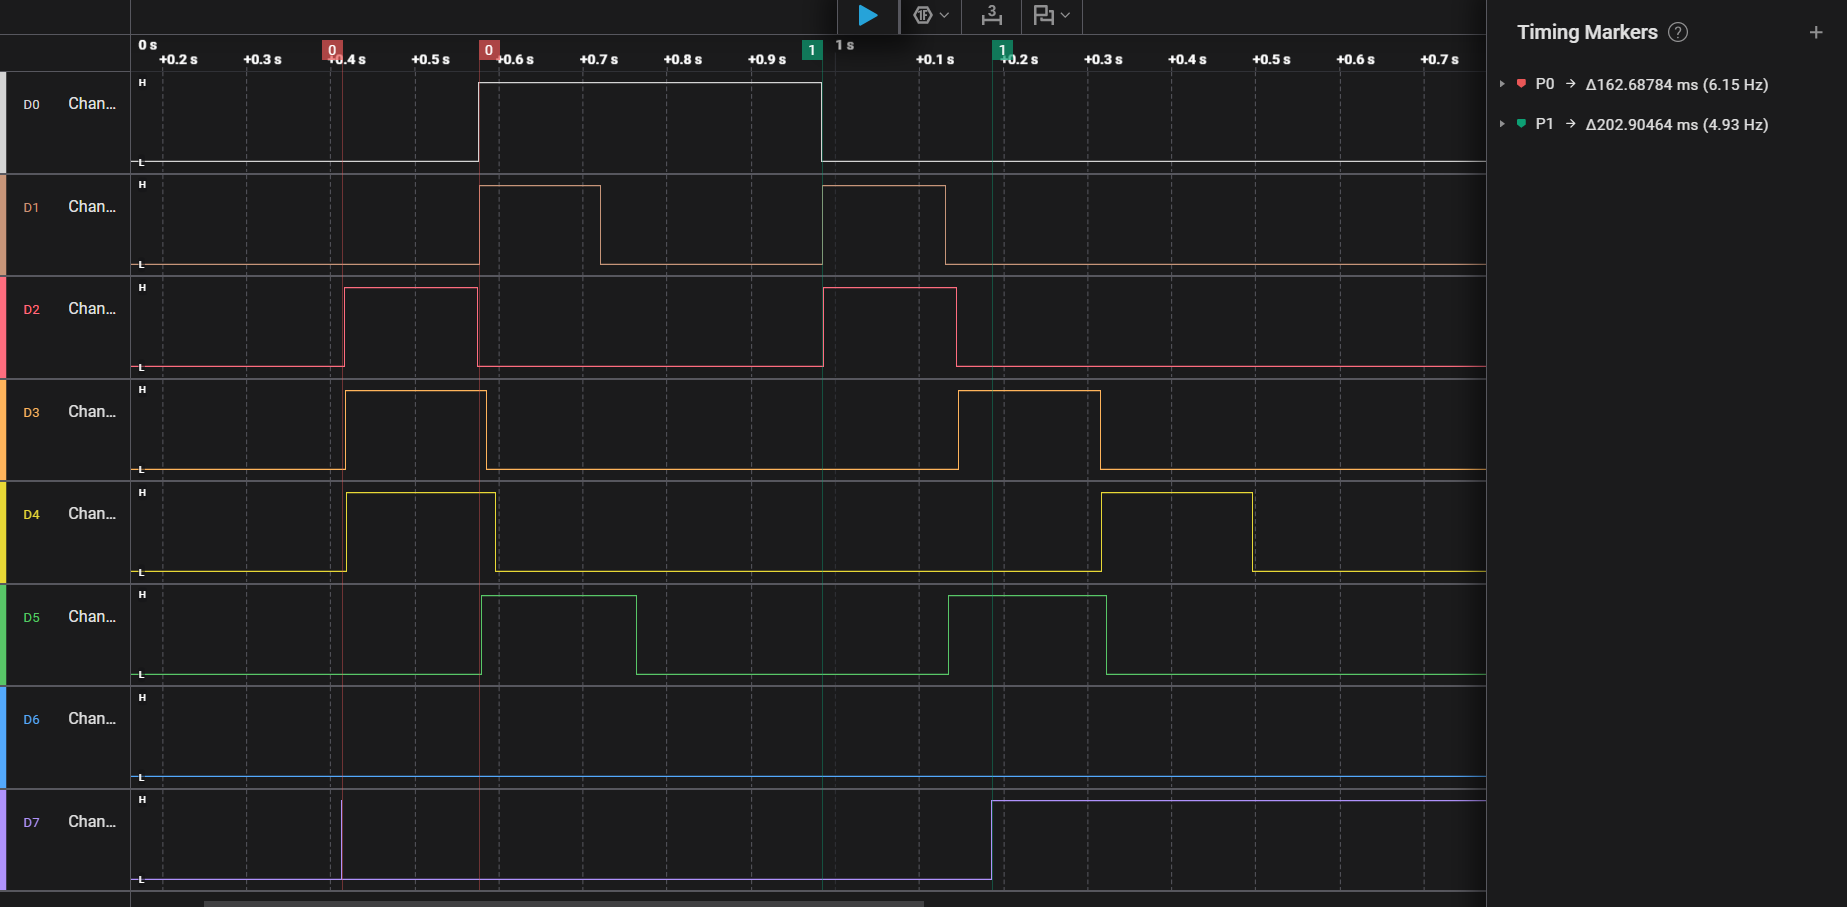 3
0 s
0
0
1
1 s
1
+0.2 s +0.3 s +0.4 s +0.5 s +0.6 s +0.7 s +0.8 s +0.9 s +0.1 s +0.2 s +0.3 s +0.4 s +0.5 s +0.6 s +0.7 s
D0 Chan... H L
D1 Chan... H L
D2 Chan... H L
D3 Chan... H L
D4 Chan... H L
D5 Chan... H L
D6 Chan... H L
D7 Chan... H L
Timing Markers ? +
P0 → Δ162.68784 ms (6.15 Hz)
P1 → Δ202.90464 ms (4.93 Hz)